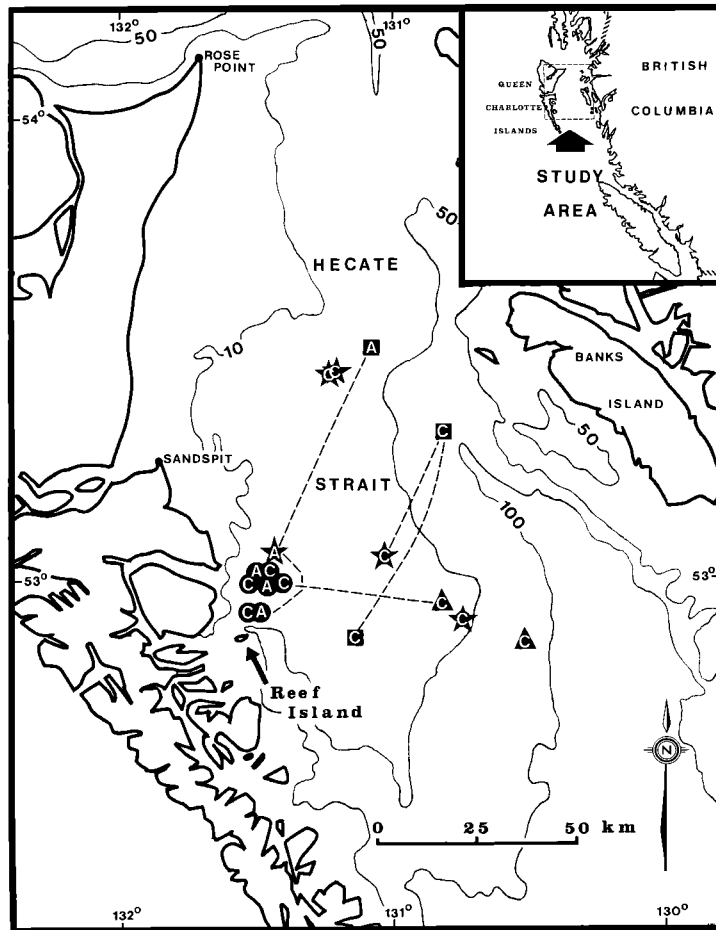 132°
131°
50
50
ROSE
POINT
54°
BRITISH
COLUMBIA
QUEEN
CHARLOTTE
ISLANDS
STUDY
AREA
50
HECATE
10
A
C
C
BANKS
ISLAND
C
50
SANDSPIT
STRAIT
100
A
C
53°
53°
A
C
C
A
C
C
A
C
C
C
C
Reef
Island
N
0 25 50 km
132°
131°
130°